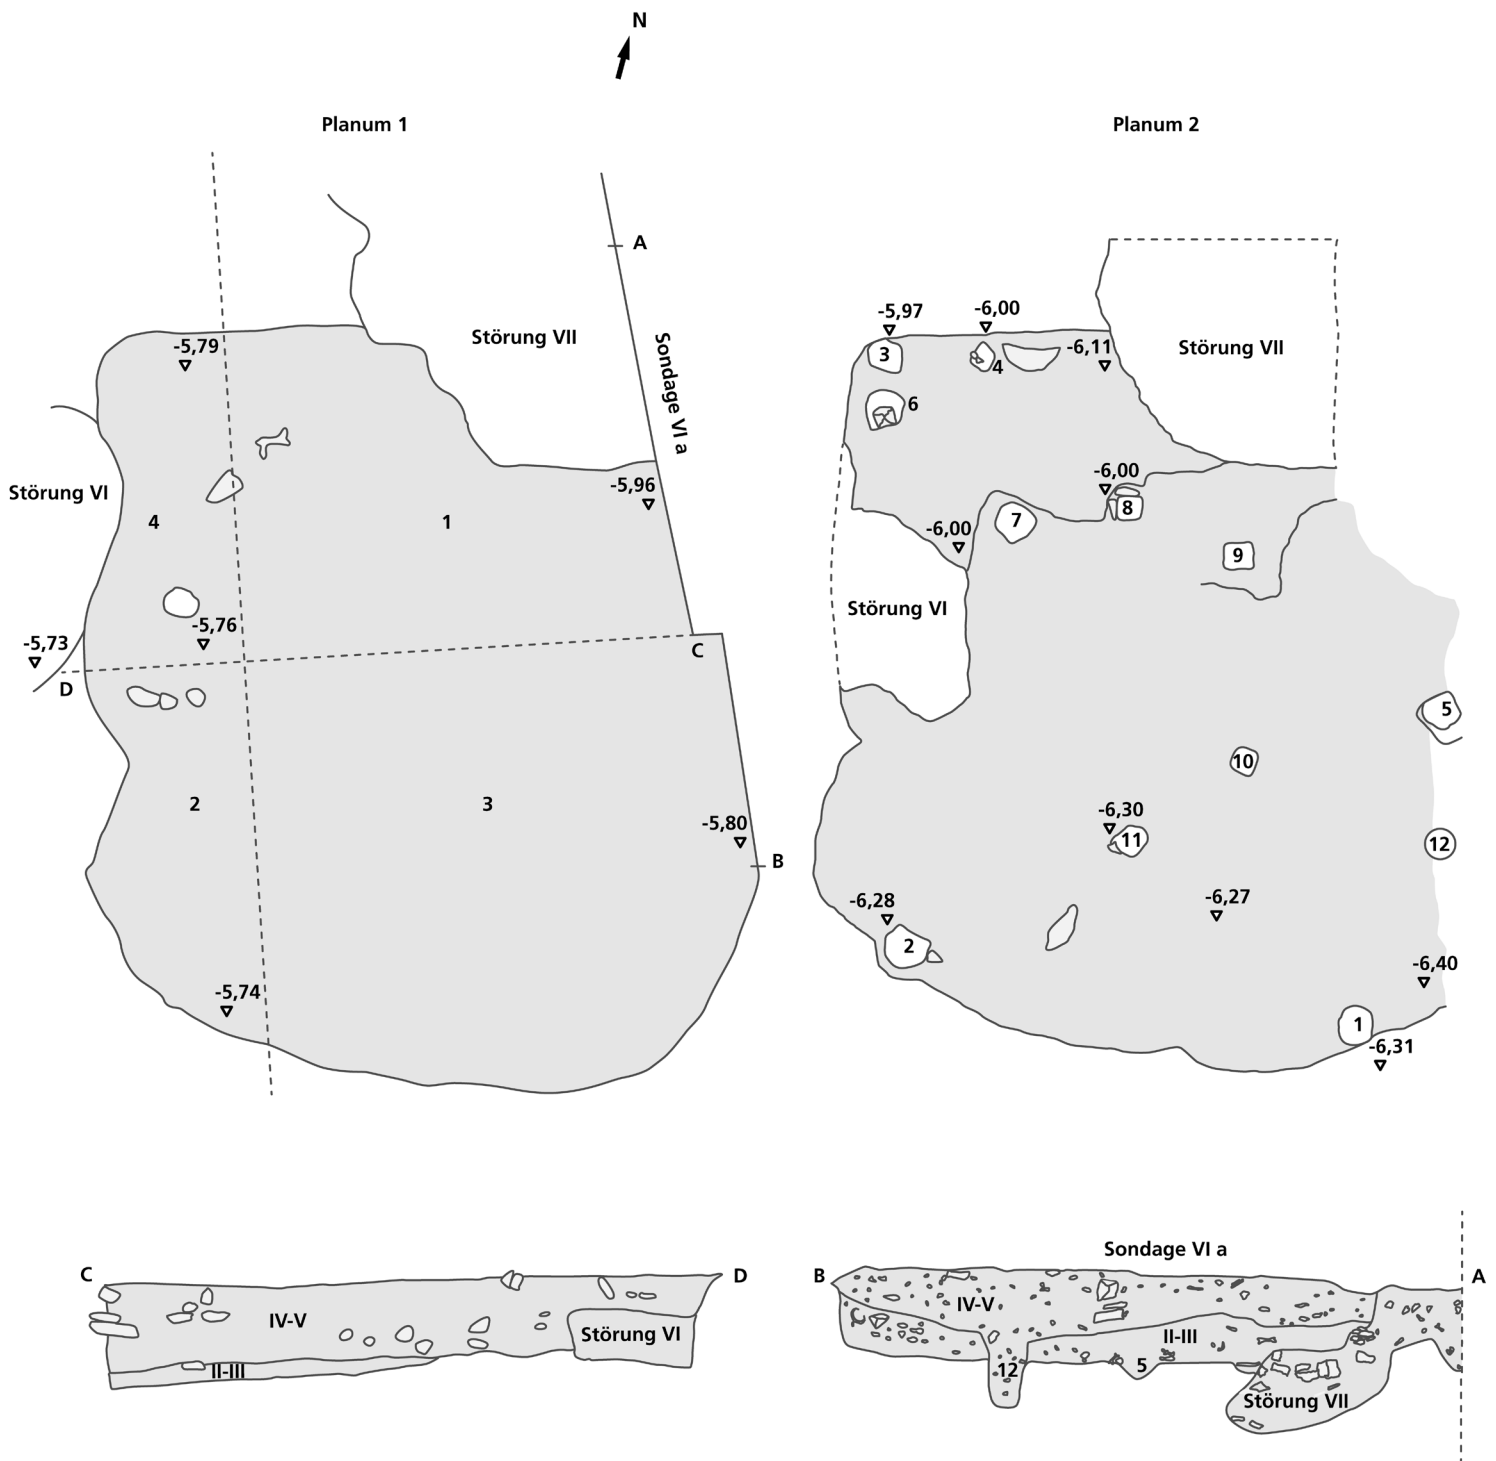 N
Planum 1
Planum 2
A
Störung VII
Sondage VI a
-5,79
-5,96
Störung VI
4
1
-5,76
-5,73
C
D
2
3
-5,80
B
-5,74
-5,97
-6,00
3
4
-6,11
Störung VII
6
-6,00
8
7
-6,00
9
Störung VI
5
10
-6,30
11
12
-6,28
-6,27
2
-6,40
1
-6,31
C
D
IV-V
Störung VI
II-III
Sondage VI a
B
A
IV-V
II-III
12
5
Störung VII